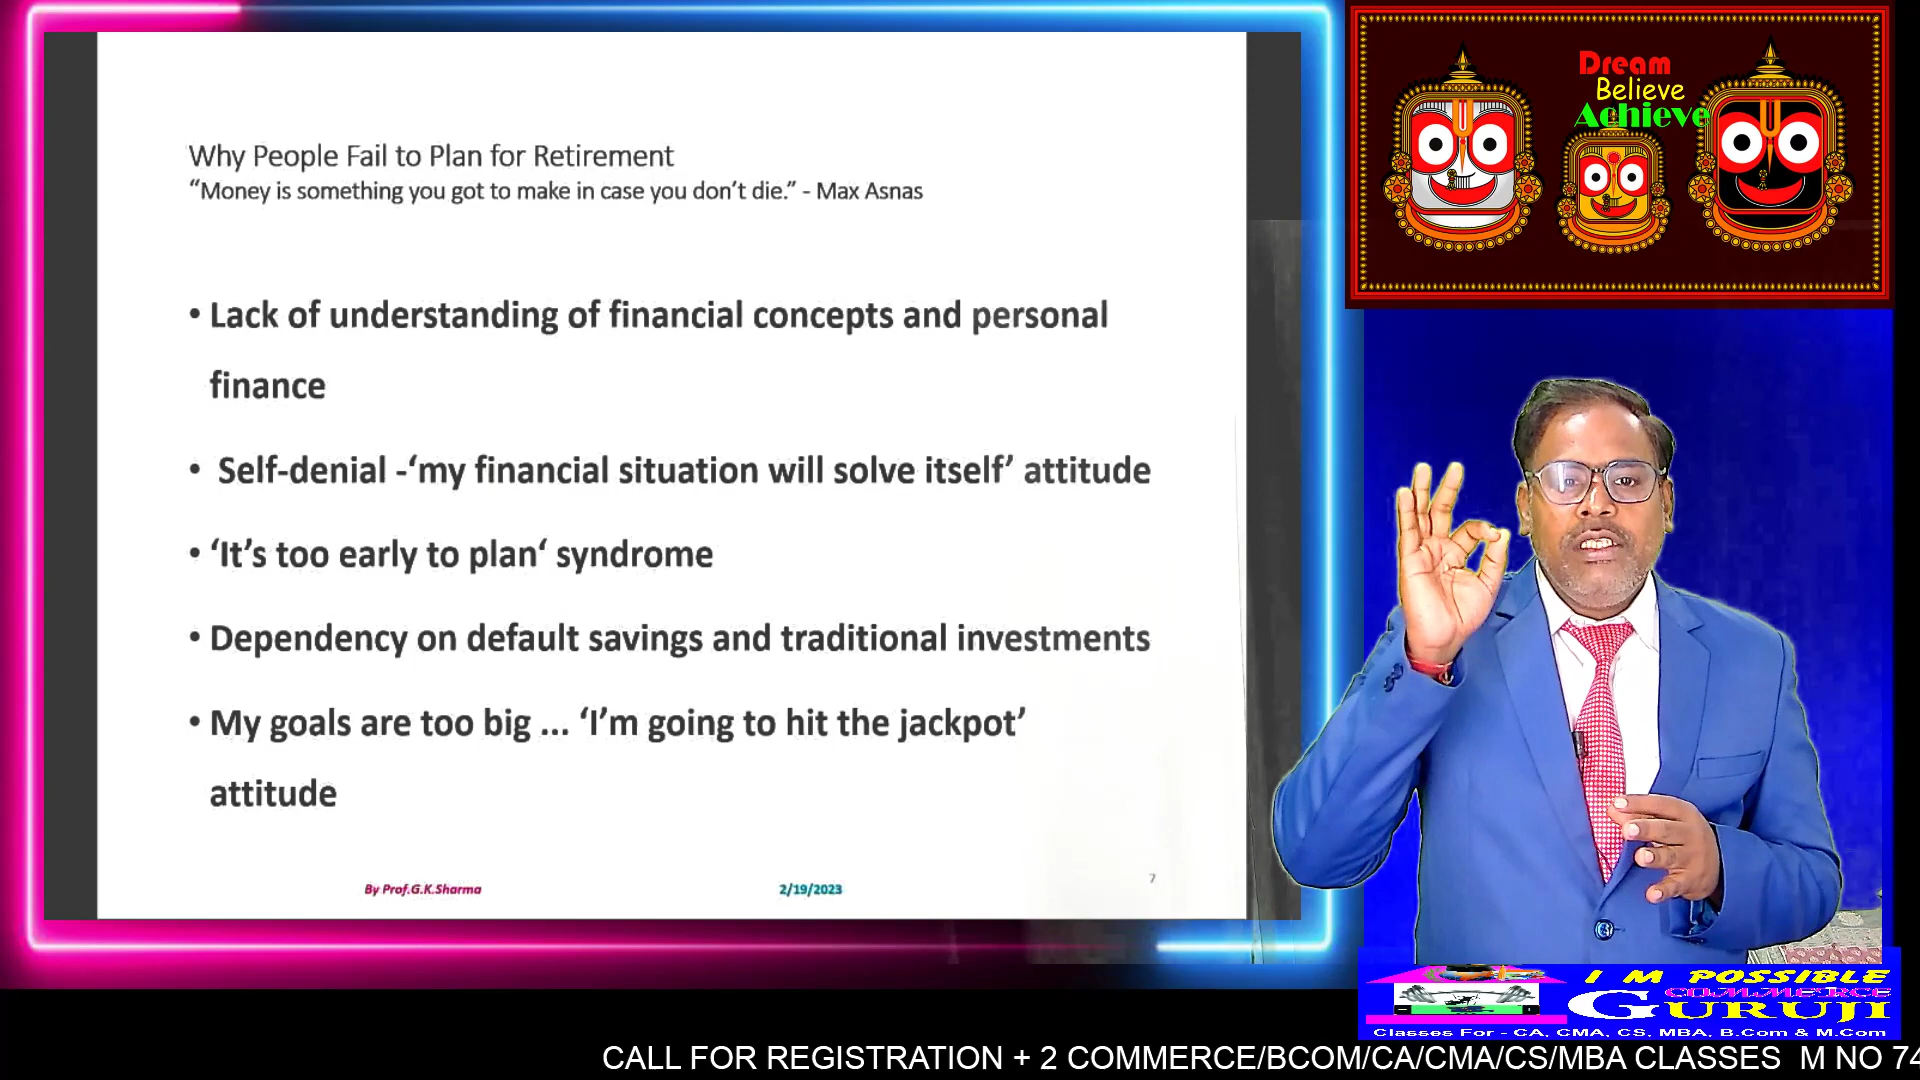 Why People Fail to Plan for Retirement
“Money is something you got to make in case you don’t die.” - Max Asnas
• Lack of understanding of financial concepts and personal
finance
• Self-denial -‘my financial situation will solve itself’ attitude
• ‘It’s too early to plan‘ syndrome
• Dependency on default savings and traditional investments
• My goals are too big ... ‘I’m going to hit the jackpot’
attitude
By Prof.G.K.Sharma
2/19/2023
7
Dream
Believe
Achieve
I M POSSIBLE
COMMERCE
GURUJI
Classes For - CA, CMA, CS, MBA, B.Com & M.Com
CALL FOR REGISTRATION + 2 COMMERCE/BCOM/CA/CMA/CS/MBA CLASSES M NO 74